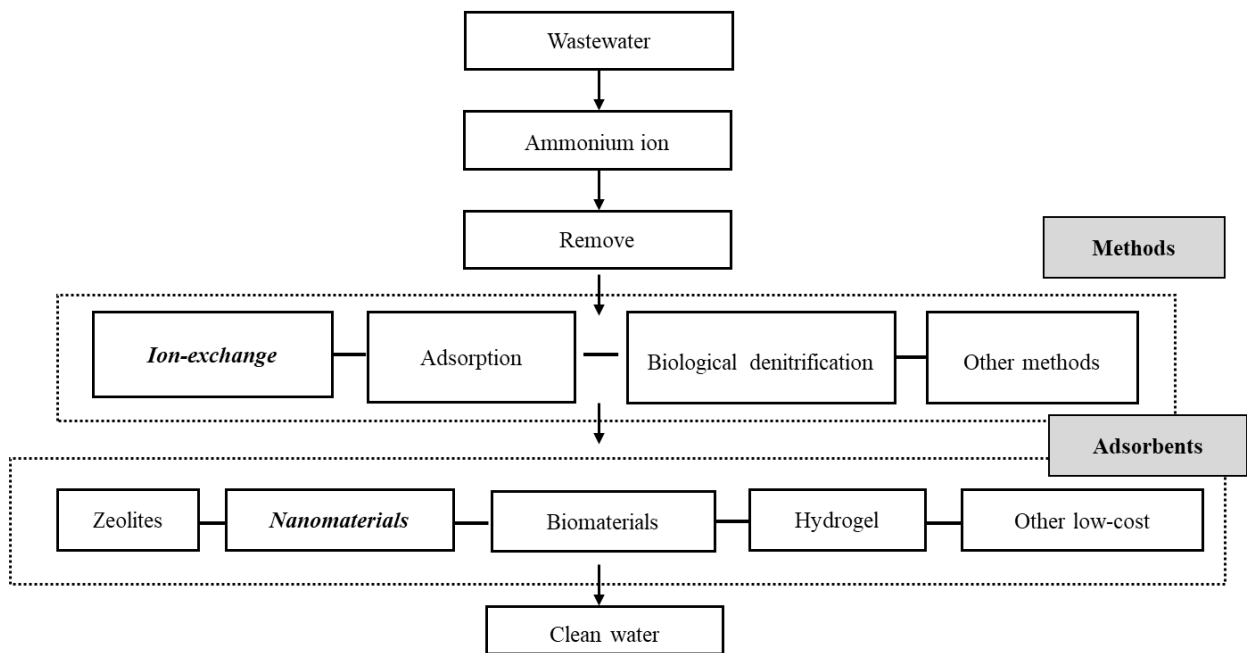 Wastewater
Ammonium ion
Remove
Methods
Ion-exchange
Adsorption
Biological denitrification
Other methods
Adsorbents
Zeolites
Nanomaterials
Biomaterials
Hydrogel
Other low-cost
Clean water